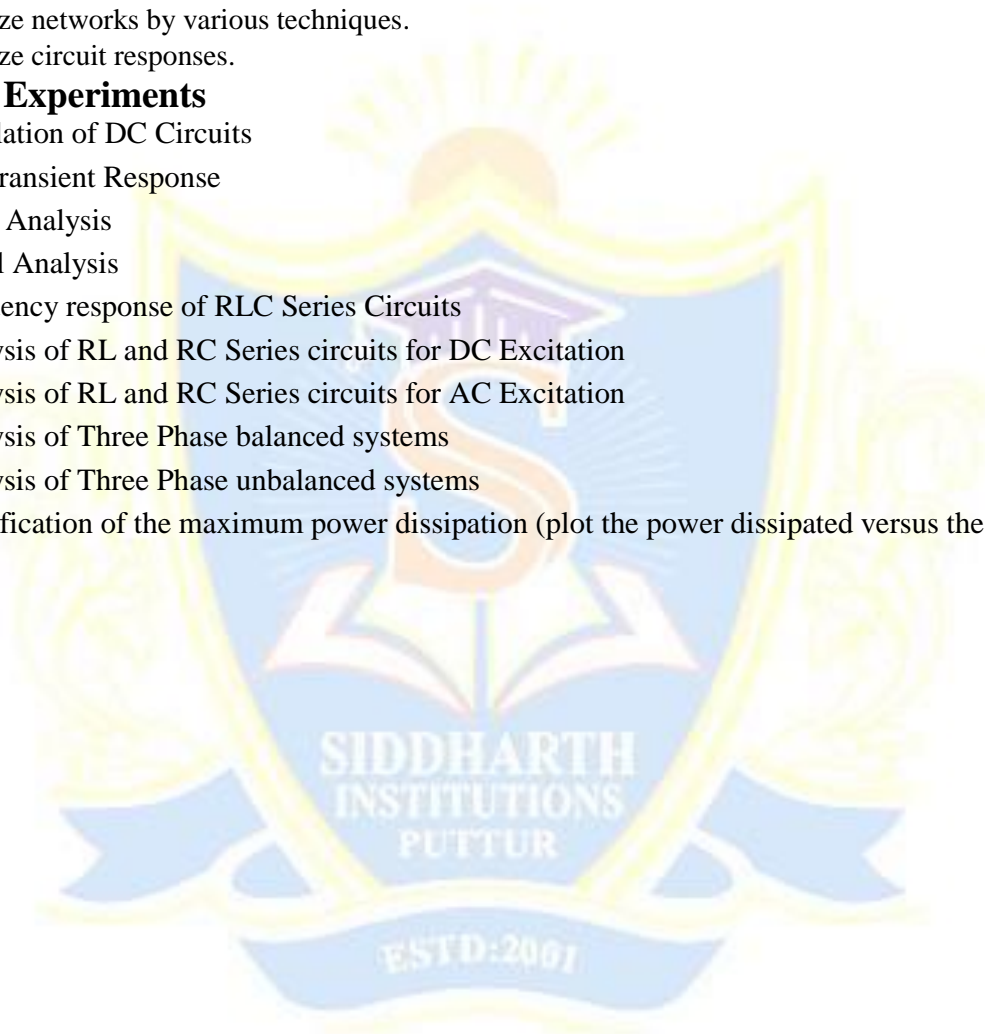 ze networks by various techniques.
ze circuit responses.
Experiments
lation of DC Circuits
ransient Response
Analysis
l Analysis
ency response of RLC Series Circuits
ysis of RL and RC Series circuits for DC Excitation
ysis of RL and RC Series circuits for AC Excitation
ysis of Three Phase balanced systems
ysis of Three Phase unbalanced systems
fication of the maximum power dissipation (plot the power dissipated versus the
SIDDHARTH
INSTITUTIONS
PUTTUR
ESTD:2001